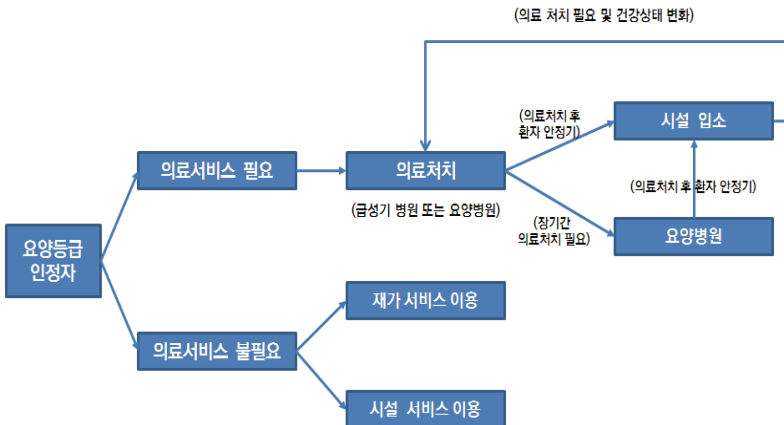 (의료 처치 필요 및 건강상태 변화)
(의료처치 후
환자 안정기)
시설 입소
의료서비스 필요
의료처치
(의료처치 후 환자 안정기)
(급성기 병원 또는 요양병원)
(장기간
의료처치 필요)
요양병원
요양등급
인정자
재가 서비스 이용
의료서비스 불필요
시설 서비스 이용